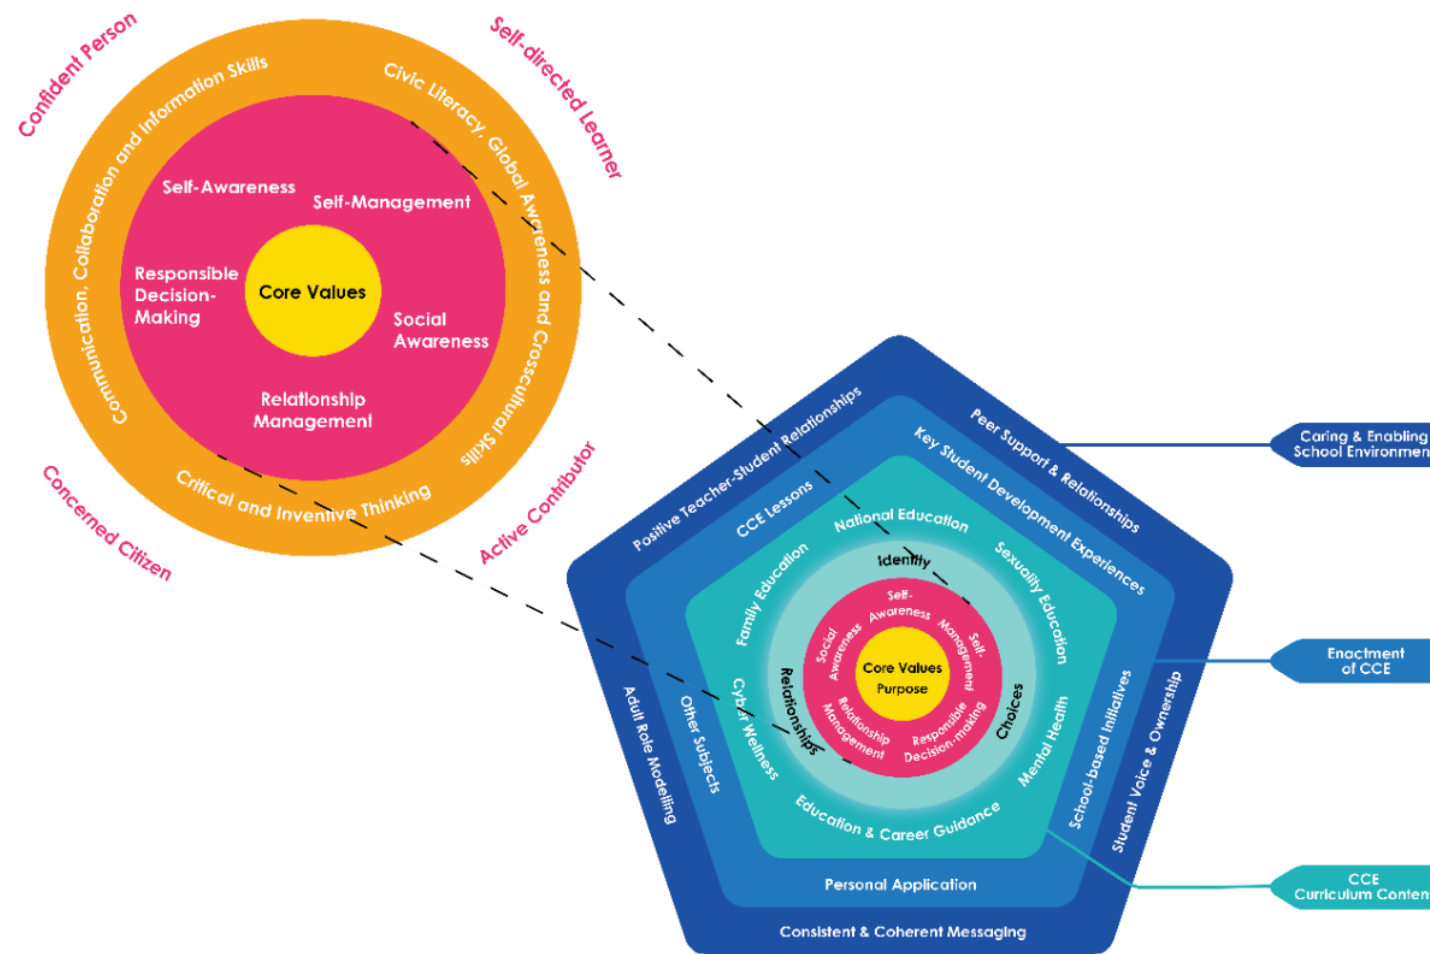 Confident Person
Self-directed Learner
Communication, Collaboration and Information Skills
Civic Literacy, Global Awareness and Crosscultural Skills
Critical and Inventive Thinking
Self-Awareness
Self-Management
Responsible
Decision-
Making
Core Values
Social
Awareness
Relationship
Management
Concerned Citizen
Active Contributor
Positive Teacher-Student Relationships
Peer Support & Relationships
Adult Role Modelling
Student Voice & Ownership
Consistent & Coherent Messaging
CCE Lessons
Key Student Development Experiences
Other Subjects
School-based Initiatives
Personal Application
National Education
Family Education
Sexuality Education
Cyber Wellness
Mental Health
Education & Career Guidance
Identity
Relationships
Choices
Self-
Awareness
Social
Awareness
Self-
Management
Relationship
Management
Responsible
Decision-making
Core Values
Purpose
Caring & Enabling
School Environmen
Enactment
of CCE
CCE
Curriculum Conten